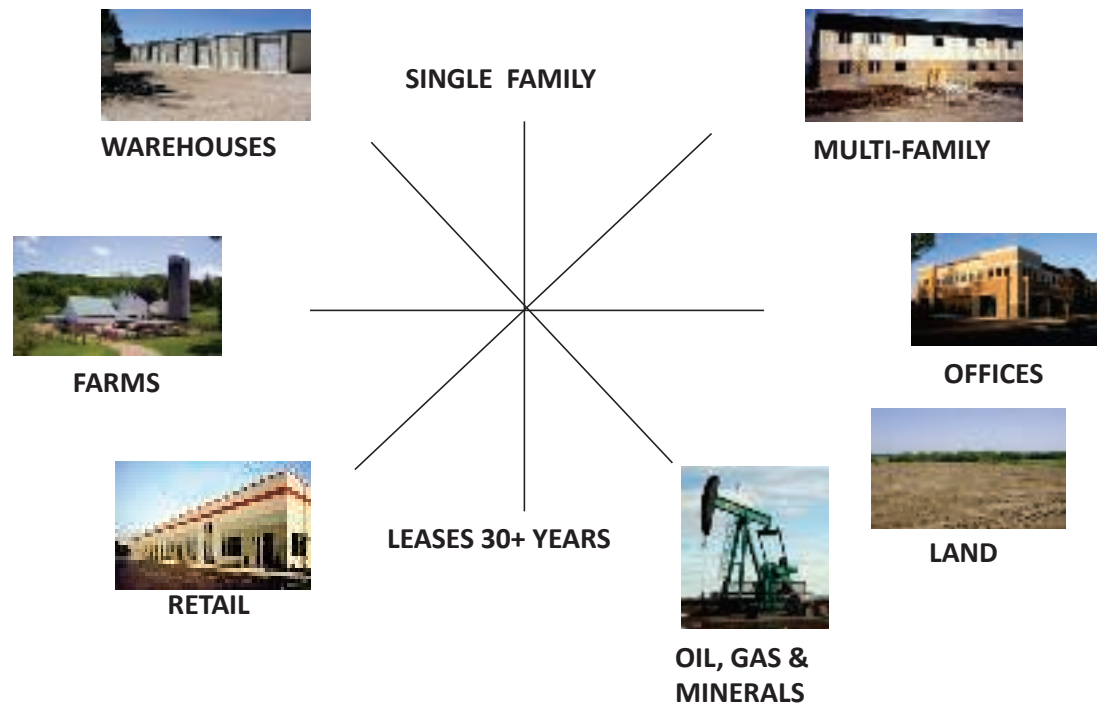 SINGLE FAMILY
WAREHOUSES
MULTI-FAMILY
FARMS
OFFICES
LEASES 30+ YEARS
LAND
RETAIL
OIL, GAS &
MINERALS